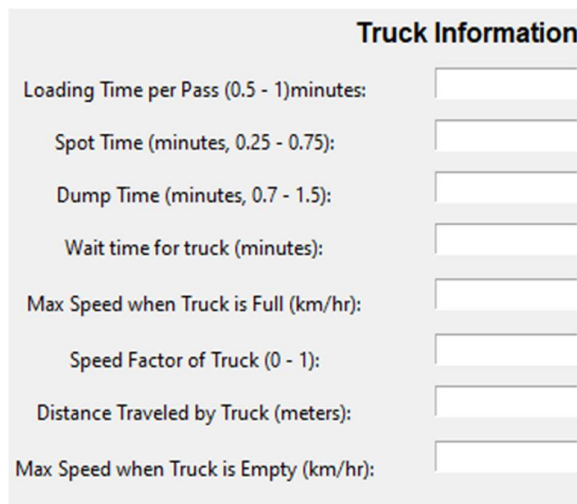 Truck Information
Loading Time per Pass (0.5 - 1)minutes:
Spot Time (minutes, 0.25 - 0.75):
Dump Time (minutes, 0.7 - 1.5):
Wait time for truck (minutes):
Max Speed when Truck is Full (km/hr):
Speed Factor of Truck (0 - 1):
Distance Traveled by Truck (meters):
Max Speed when Truck is Empty (km/hr):